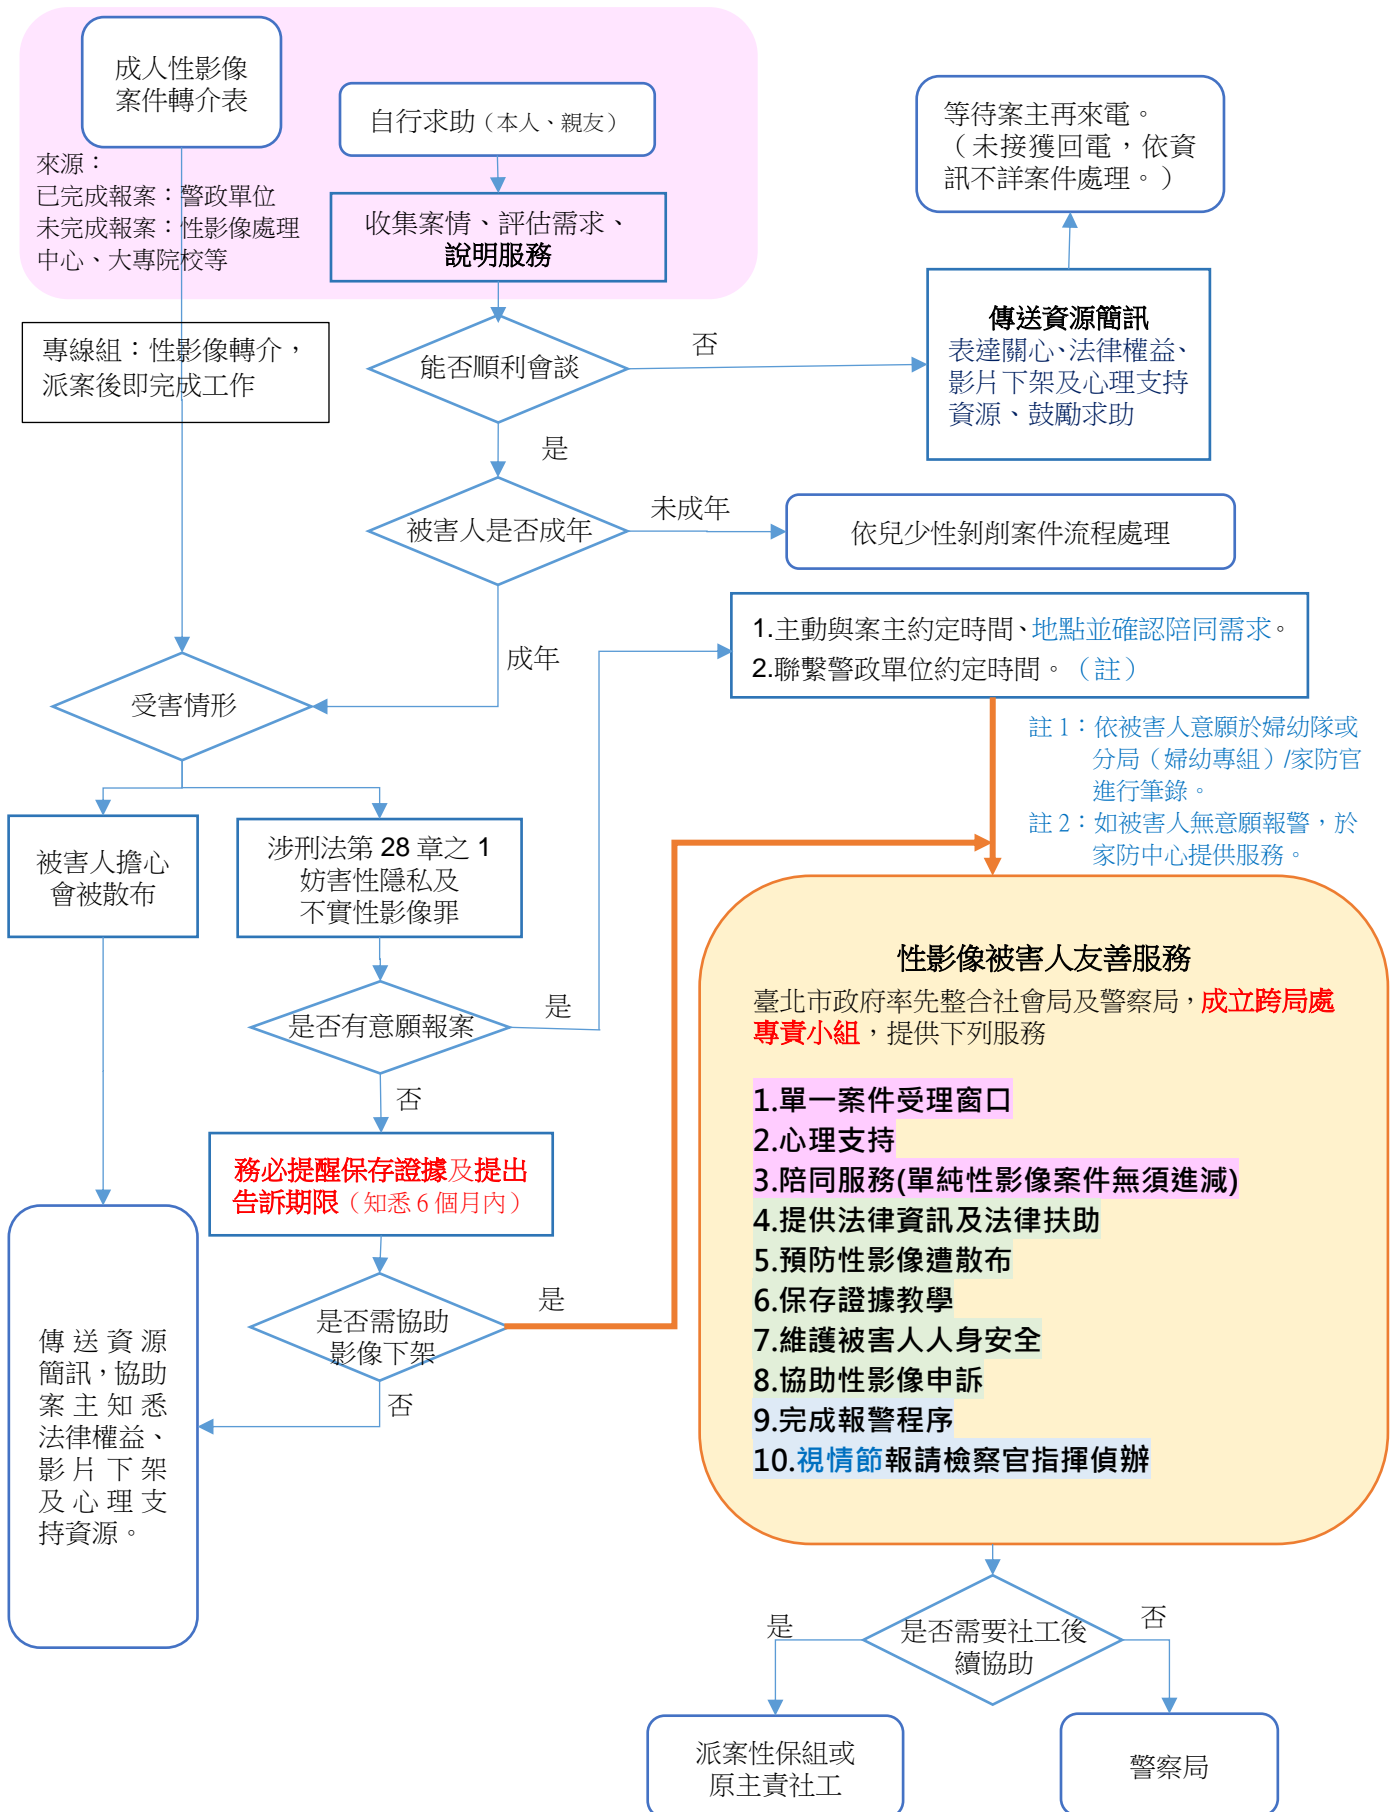 成人性影像
案件轉介表
自行求助（本人、親友）
來源：
已完成報案：警政單位
未完成報案：性影像處理
中心、大專院校等
收集案情、評估需求、
說明服務
等待案主再來電。
（未接獲回電，依資
訊不詳案件處理。）
專線組：性影像轉介，
派案後即完成工作
能否順利會談
否
傳送資源簡訊
表達關心、法律權益、
影片下架及心理支持
資源、鼓勵求助
是
被害人是否成年
未成年
依兒少性剝削案件流程處理
成年
1.主動與案主約定時間、地點並確認陪同需求。
2.聯繫警政單位約定時間。（註）
受害情形
註 1：依被害人意願於婦幼隊或
分局（婦幼專組）/家防官
進行筆錄。
註 2：如被害人無意願報警，於
家防中心提供服務。
被害人擔心
會被散布
涉刑法第 28 章之 1
妨害性隱私及
不實性影像罪
是否有意願報案
是
否
務必提醒保存證據及提出
告訴期限（知悉 6 個月內）
是否需協助
影像下架
是
否
傳送資源
簡訊，協助
案主知悉
法律權益、
影片下架
及心理支
持資源。
性影像被害人友善服務
臺北市政府率先整合社會局及警察局，成立跨局處
專責小組，提供下列服務
1.單一案件受理窗口
2.心理支持
3.陪同服務(單純性影像案件無須進減)
4.提供法律資訊及法律扶助
5.預防性影像遭散布
6.保存證據教學
7.維護被害人人身安全
8.協助性影像申訴
9.完成報警程序
10.視情節報請檢察官指揮偵辦
是否需要社工後
續協助
是
否
派案性保組或
原主責社工
警察局